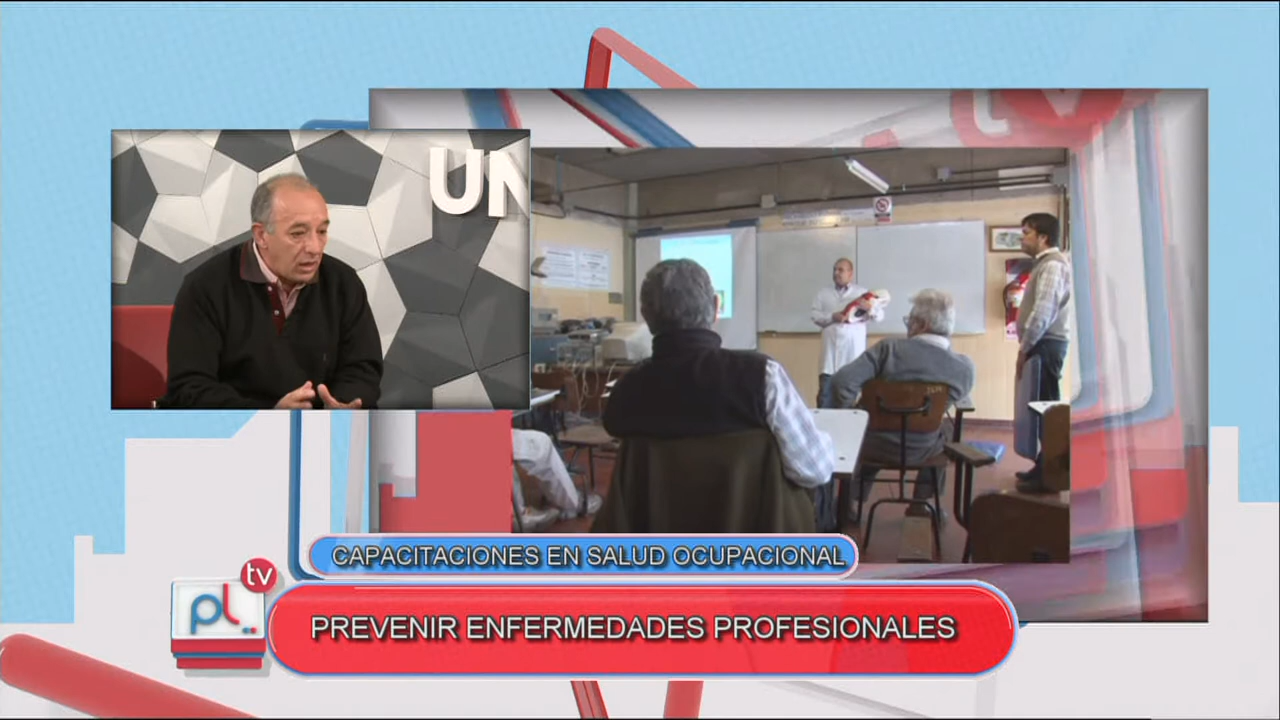 UN
CAPACITACIONES EN SALUD OCUPACIONAL
tv
pl..
PREVENIR ENFERMEDADES PROFESIONALES